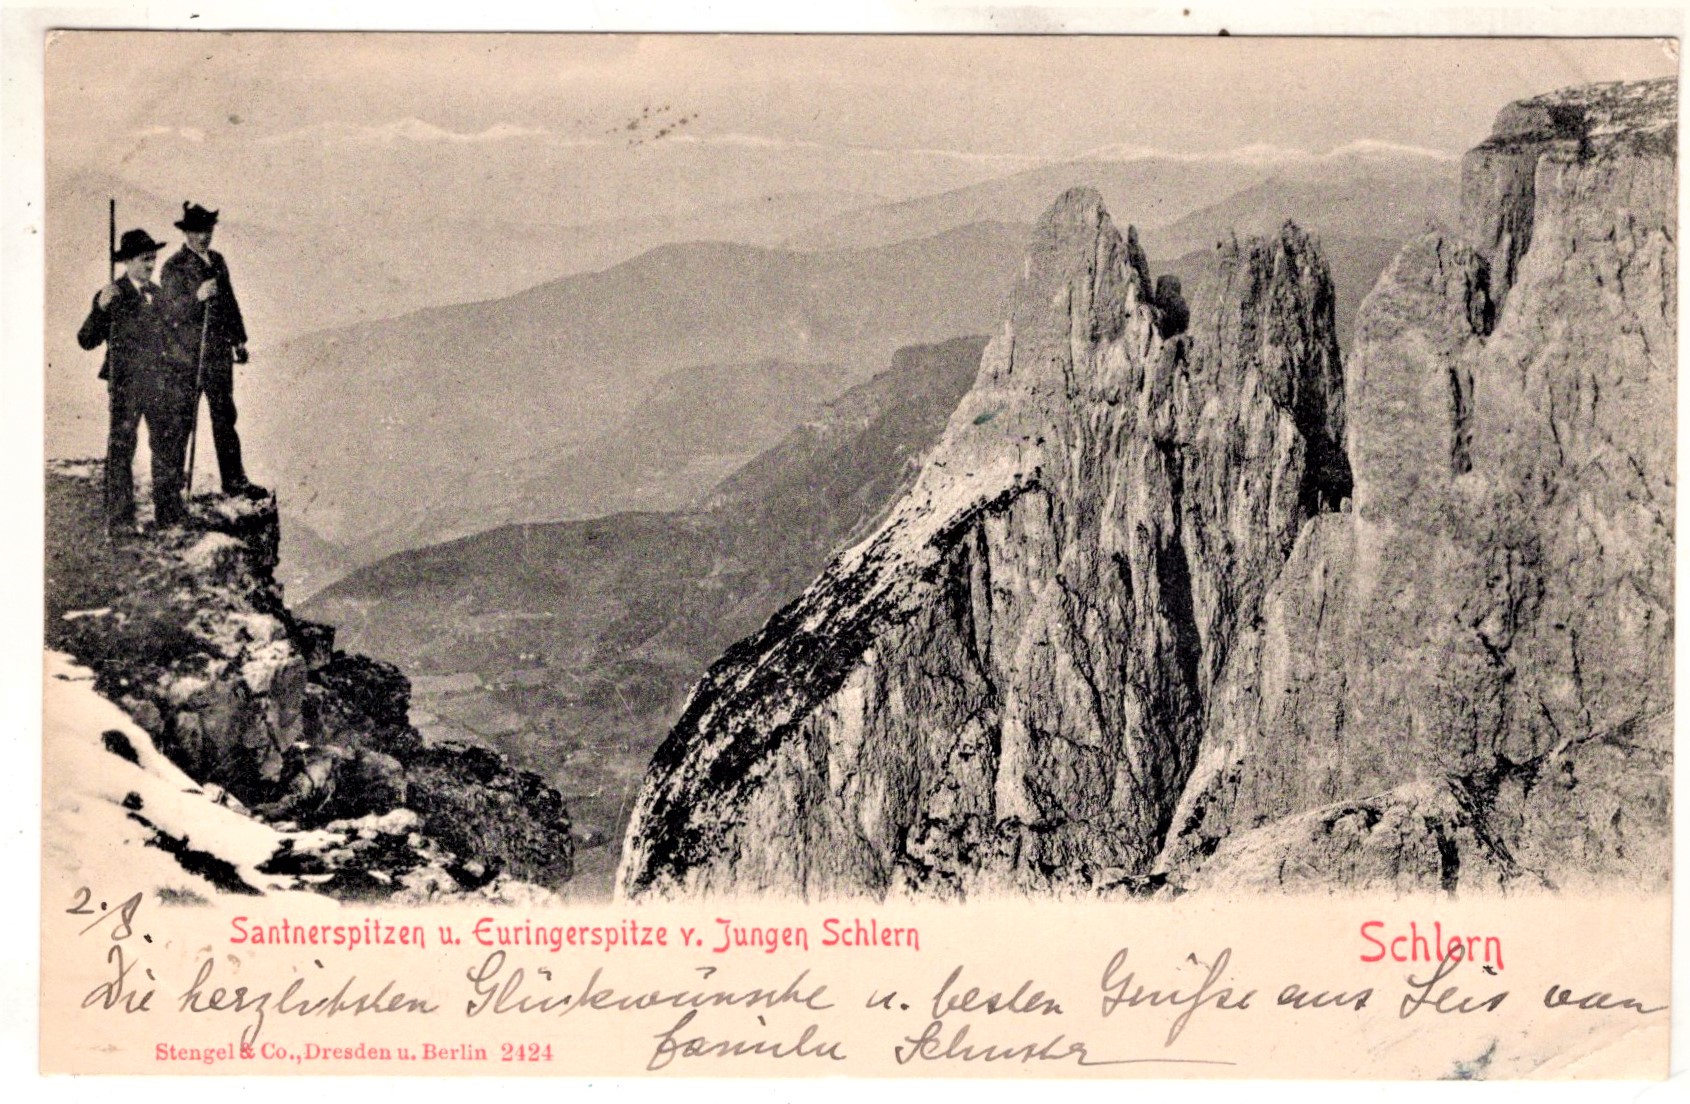 2./8.
Santnerspitzen u. Euringerspitze v. Jungen Schlern
Schlern
Die herzlichsten Glückwünsche u. besten Grüße aus Seis von
Familie Schuster
Stengel & Co., Dresden u. Berlin 2424